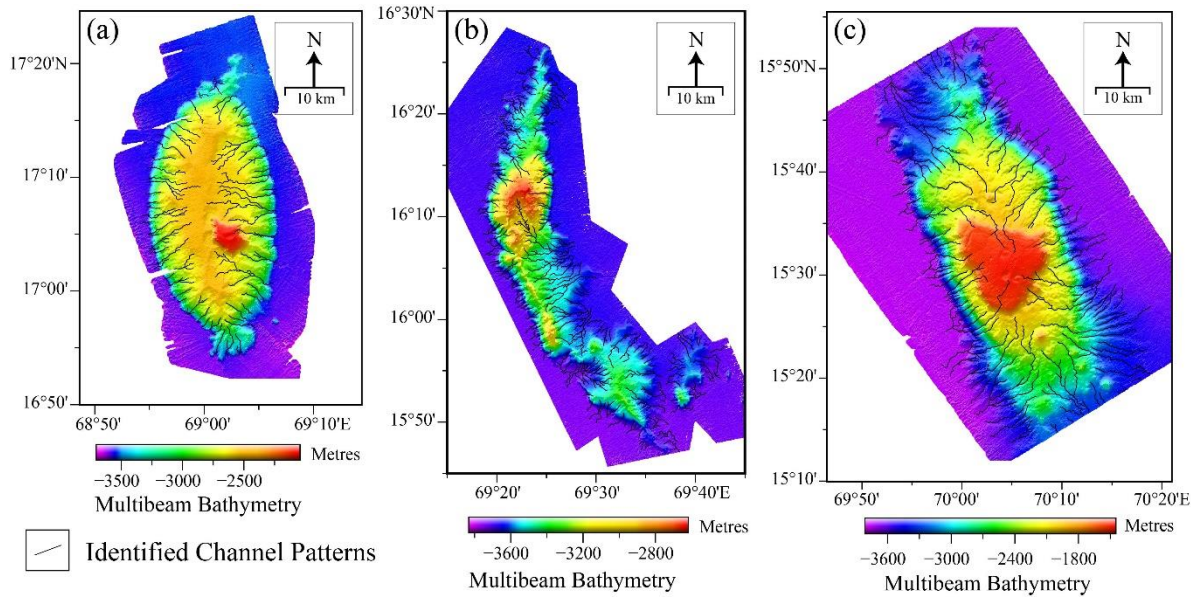 (a)
N
10 km
17°20'N
17°10'
17°00'
16°50'
68°50'
69°00'
69°10'E
−3500
−3000
−2500
Metres
Multibeam Bathymetry
Identified Channel Patterns
(b)
N
10 km
16°30'N
16°20'
16°10'
16°00'
15°50'
69°20'
69°30'
69°40'E
−3600
−3200
−2800
Metres
Multibeam Bathymetry
(c)
N
10 km
15°50'N
15°40'
15°30'
15°20'
15°10'
69°50'
70°00'
70°10'
70°20'E
−3600
−3000
−2400
−1800
Metres
Multibeam Bathymetry